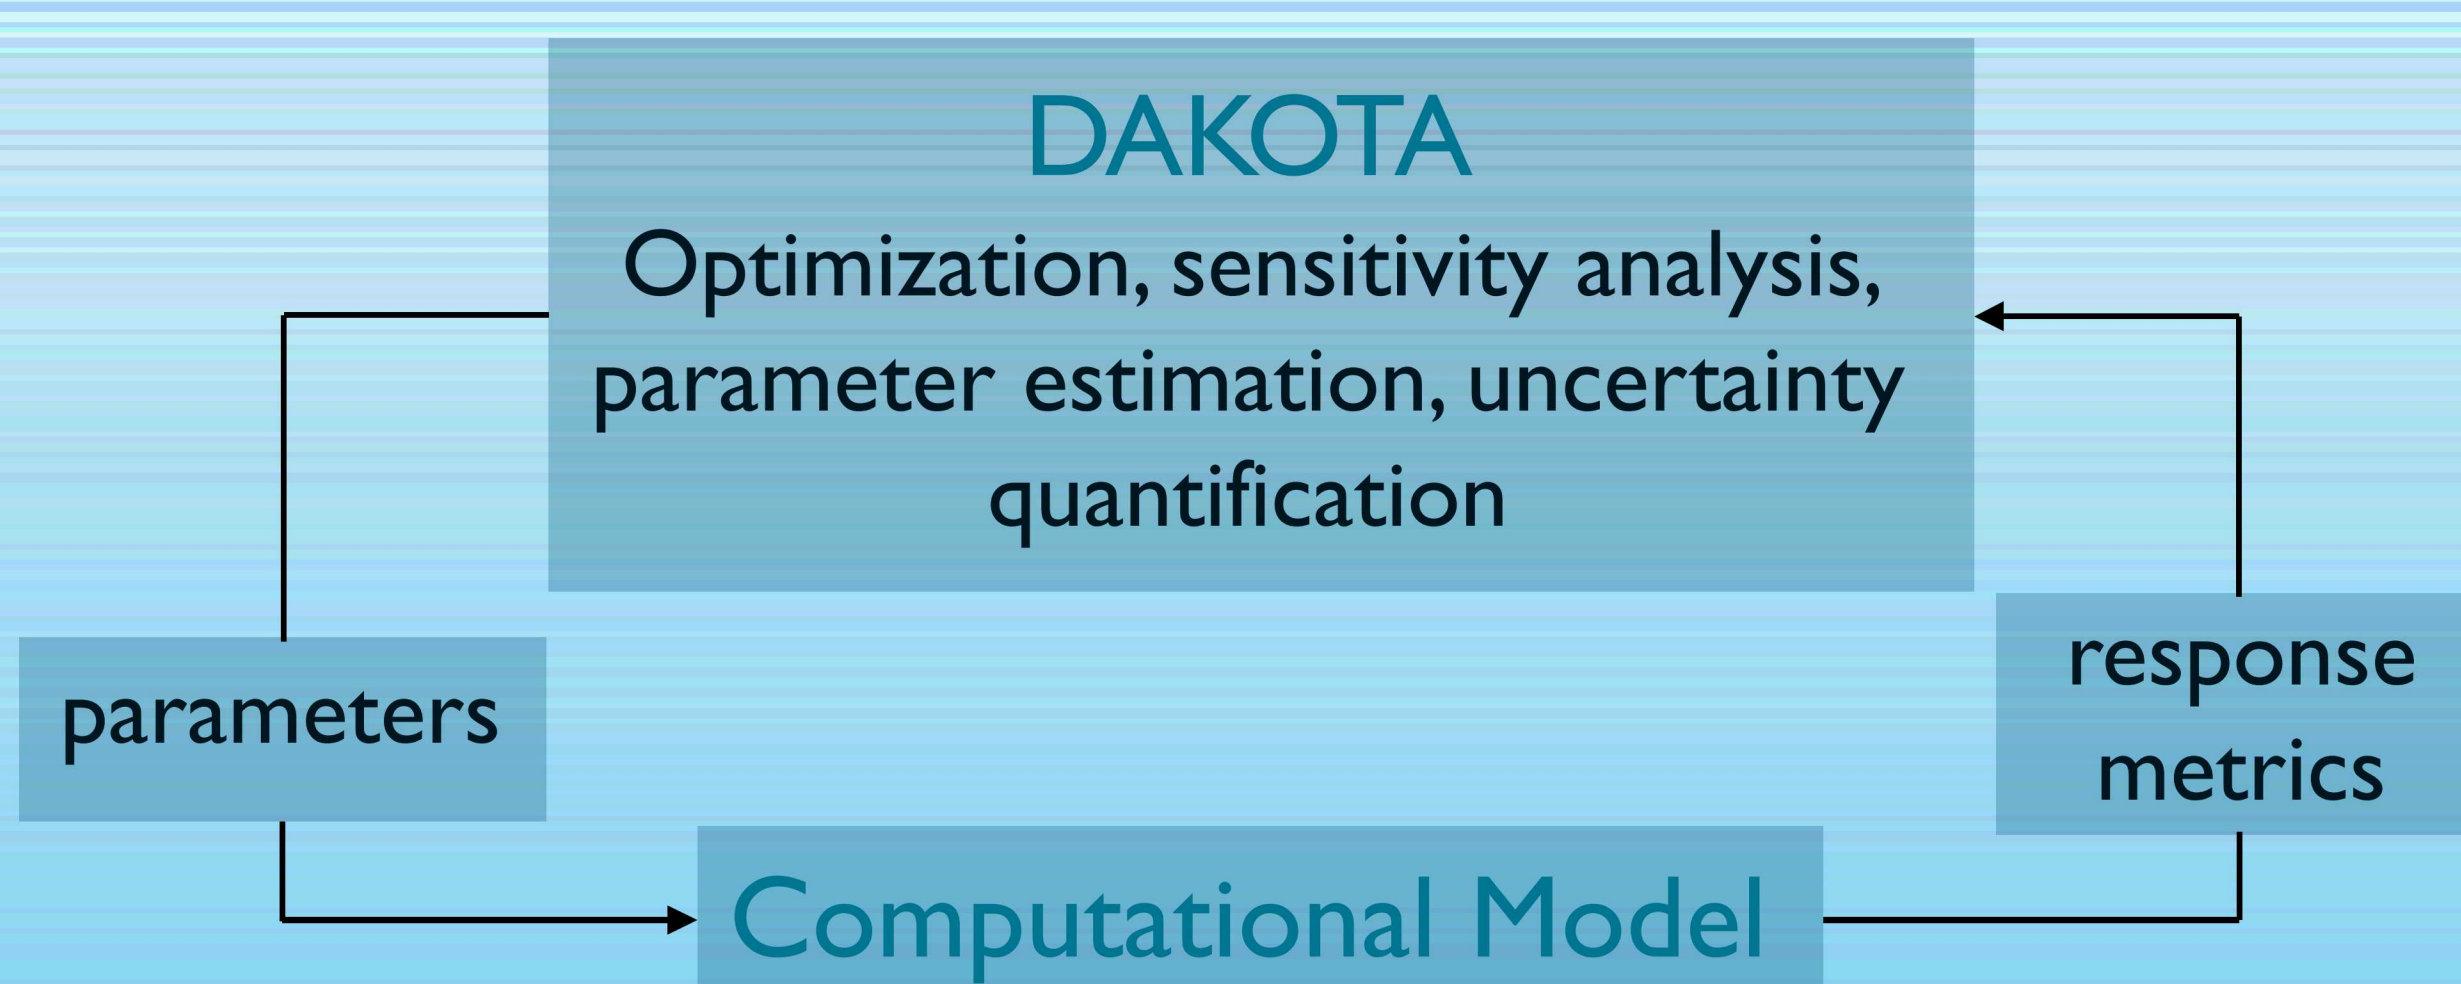 DAKOTA
Optimization, sensitivity analysis,
parameter estimation, uncertainty
quantification
parameters
response
metrics
Computational Model